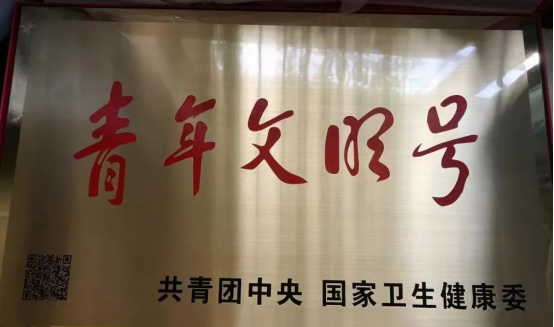 青年文明号
共青团中央 国家卫生健康委